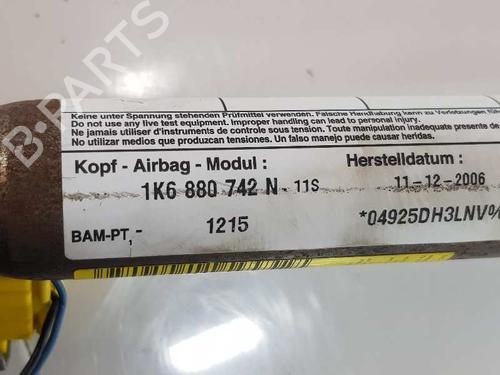 B-PARTS
Keine unter Spannung stehenden Prüfmittel verwenden. Falsche Handhabung kann zu Verletzungen
Do not use any live test equipment. Improper handling can lead to personal injury.
Ne jamais utiliser d'instruments de controle sous tension. Toute manipulation inadequate presente de
No utilizar medios que produzcan tensiones. Un falso manejo puede causar heridas.
Kopf - Airbag - Modul :
Herstelldatum :
1K6 880 742 N - 11S
11-12-2006
BAM-PT,-
1215
*04925DH3LNV%